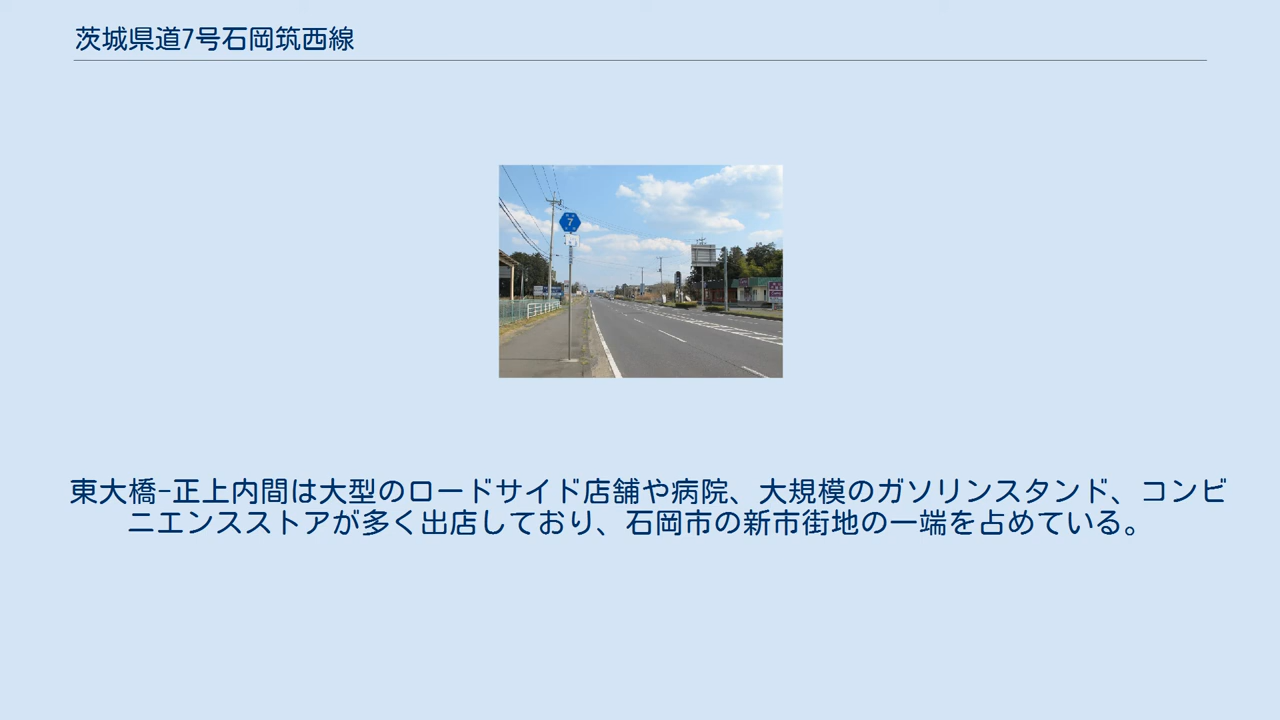 茨城県道7号石岡筑西線
7
東大橋-正上内間は大型のロードサイド店舗や病院、大規模のガソリンスタンド、コンビ
ニエンスストアが多く出店しており、石岡市の新市街地の一端を占めている。